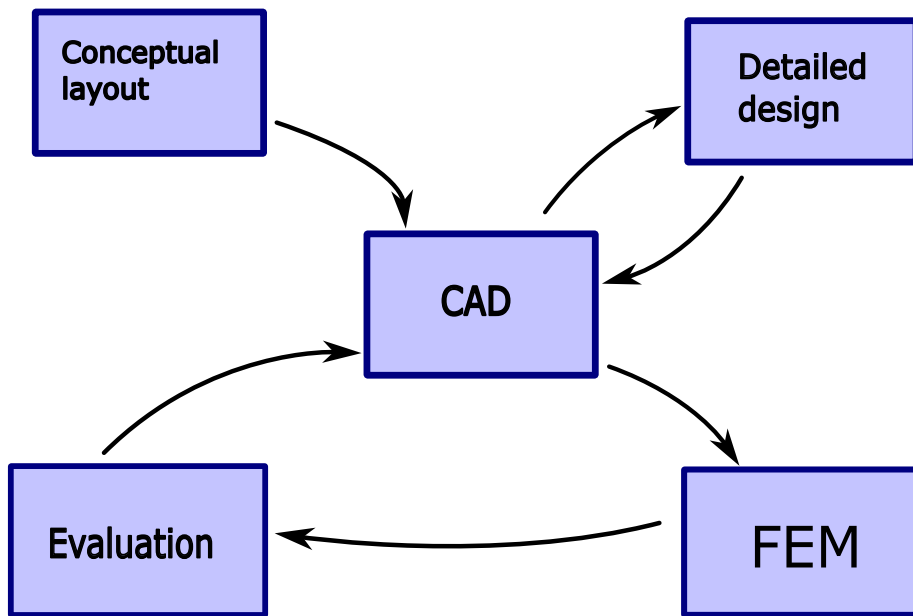 Conceptual
layout
Detailed
design
CAD
Evaluation
FEM